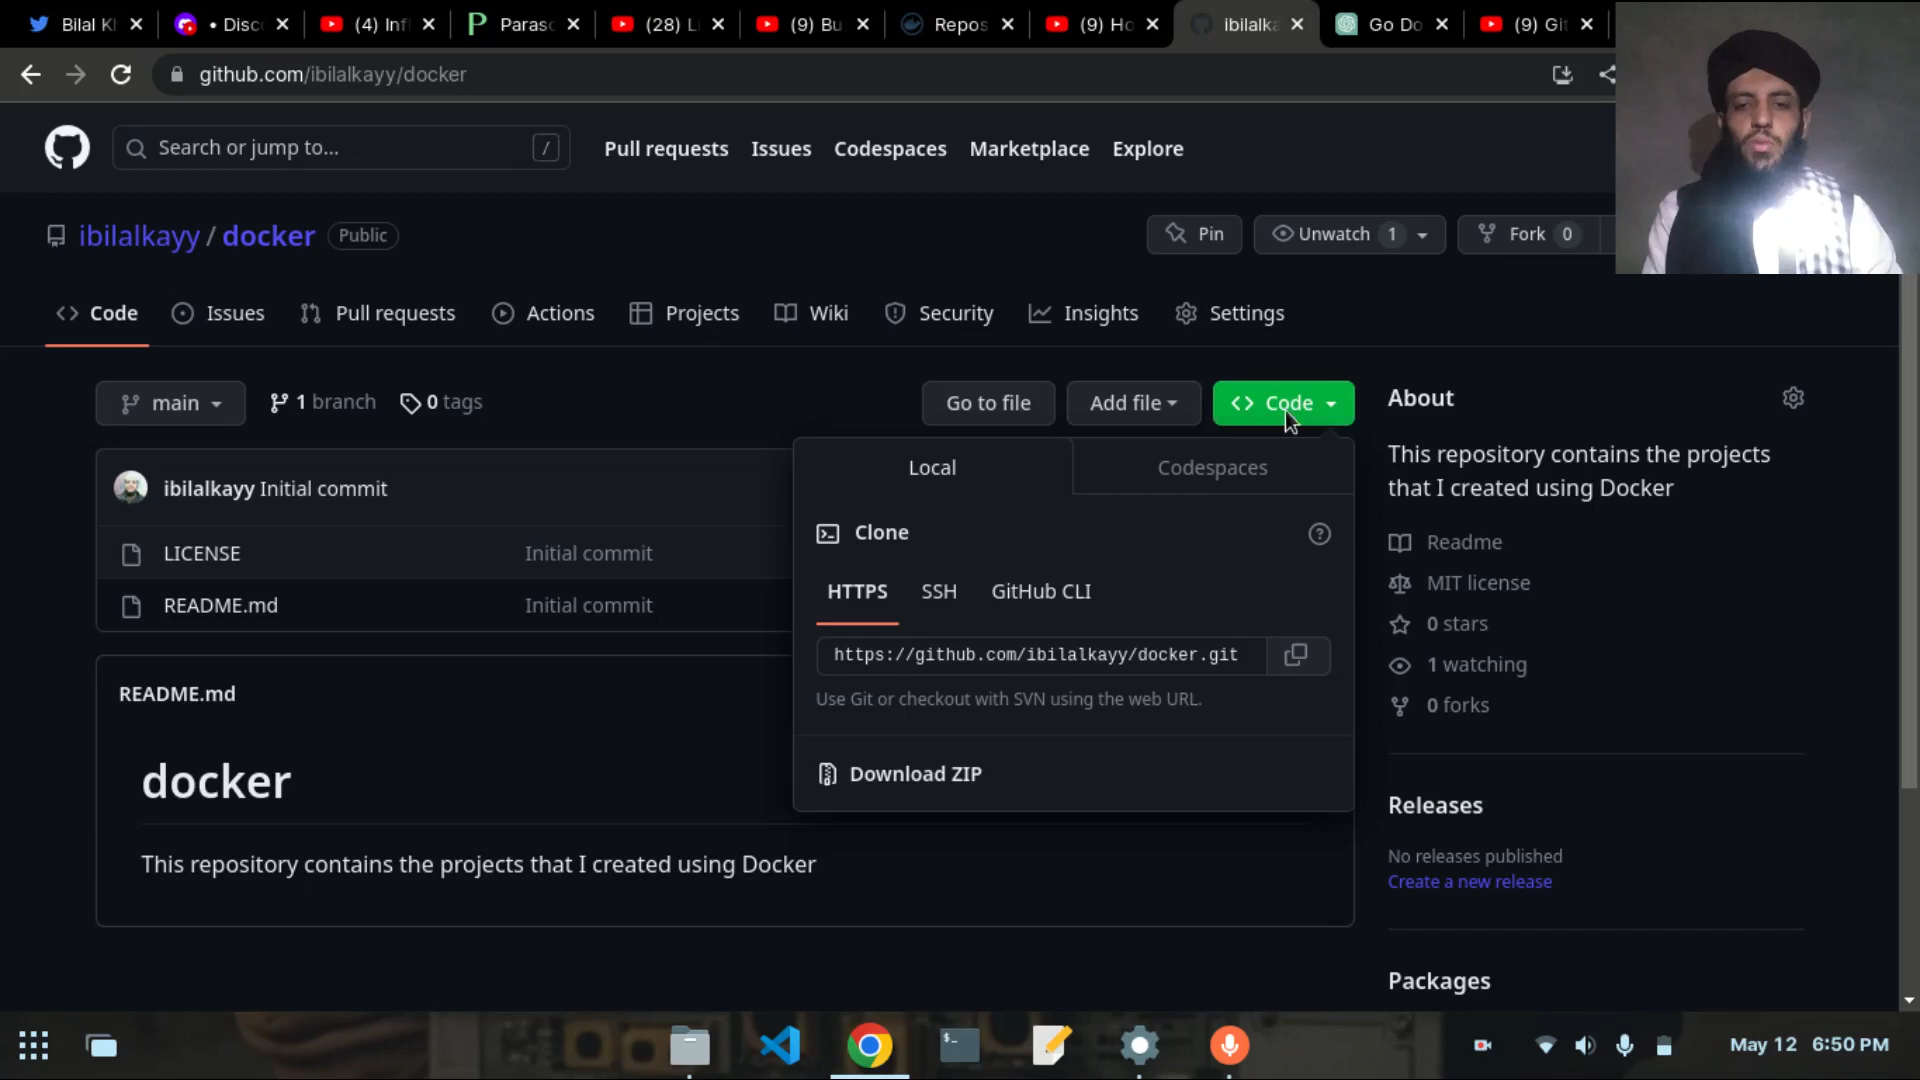 Bilal K
• Disc
(4) Inf
Paras
(28) L
(9) Bu
Repos
(9) Ho
ibilalka
Go Do
(9) Git
github.com/ibilalkayy/docker
Search or jump to...
/
Pull requests
Issues
Codespaces
Marketplace
Explore
ibilalkayy / docker
Public
Pin
Unwatch 1
Fork 0
Code
Issues
Pull requests
Actions
Projects
Wiki
Security
Insights
Settings
main
1 branch
0 tags
Go to file
Add file
Code
ibilalkayy Initial commit
LICENSE
Initial commit
README.md
Initial commit
Local
Codespaces
Clone
HTTPS
SSH
GitHub CLI
https://github.com/ibilalkayy/docker.git
Use Git or checkout with SVN using the web URL.
Download ZIP
README.md
docker
This repository contains the projects that I created using Docker
About
This repository contains the projects
that I created using Docker
Readme
MIT license
0 stars
1 watching
0 forks
Releases
No releases published
Create a new release
Packages
May 12 6:50 PM